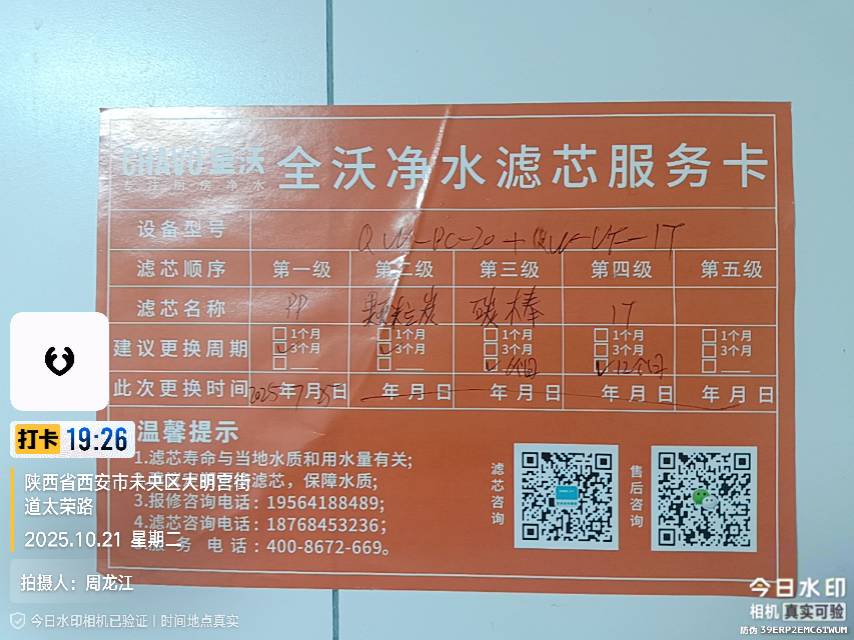 全沃净水滤芯服务卡
专注厨房净水
设备型号
滤芯顺序 第一级 第二级 第三级 第四级 第五级
滤芯名称 PP 颗粒炭 碳棒 1T
建议更换周期
1个月 1个月 1个月 1个月 1个月
3个月 3个月 3个月 3个月 3个月
6个月 12个月
此次更换时间 2025年7月25日 年月日 年月日 年月日 年月日
温馨提示
1.滤芯寿命与当地水质和用水量有关;
滤芯，保障水质;
3.报修咨询电话：19564188489;
4.滤芯咨询电话：18768453236;
服务电话：400-8672-669。
滤芯咨询
售后咨询
打卡 19:26
陕西省西安市未央区大明宫街
道太荣路
2025.10.21 星期二
拍摄人：周龙江
今日水印相机已验证 | 时间地点真实
今日水印
相机 真实可验
防伪 39ERP2EMC6IWUM